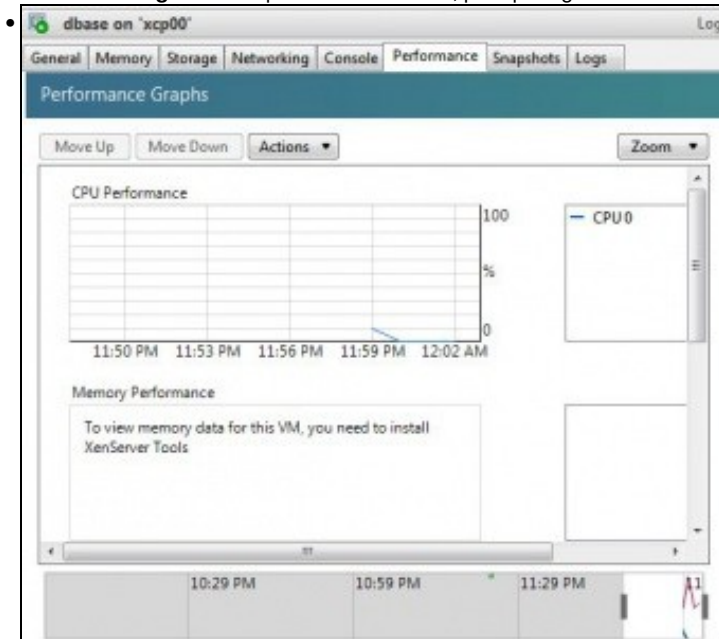 dbase on 'xcp00'
General Memory Storage Networking Console Performance Snapshots Logs
Performance Graphs
Move Up Move Down Actions Zoom
CPU Performance
100
CPU 0
%
0
11:50 PM 11:53 PM 11:56 PM 11:59 PM 12:02 AM
Memory Performance
To view memory data for this VM, you need to install
XenServer Tools
10:29 PM 10:59 PM 11:29 PM